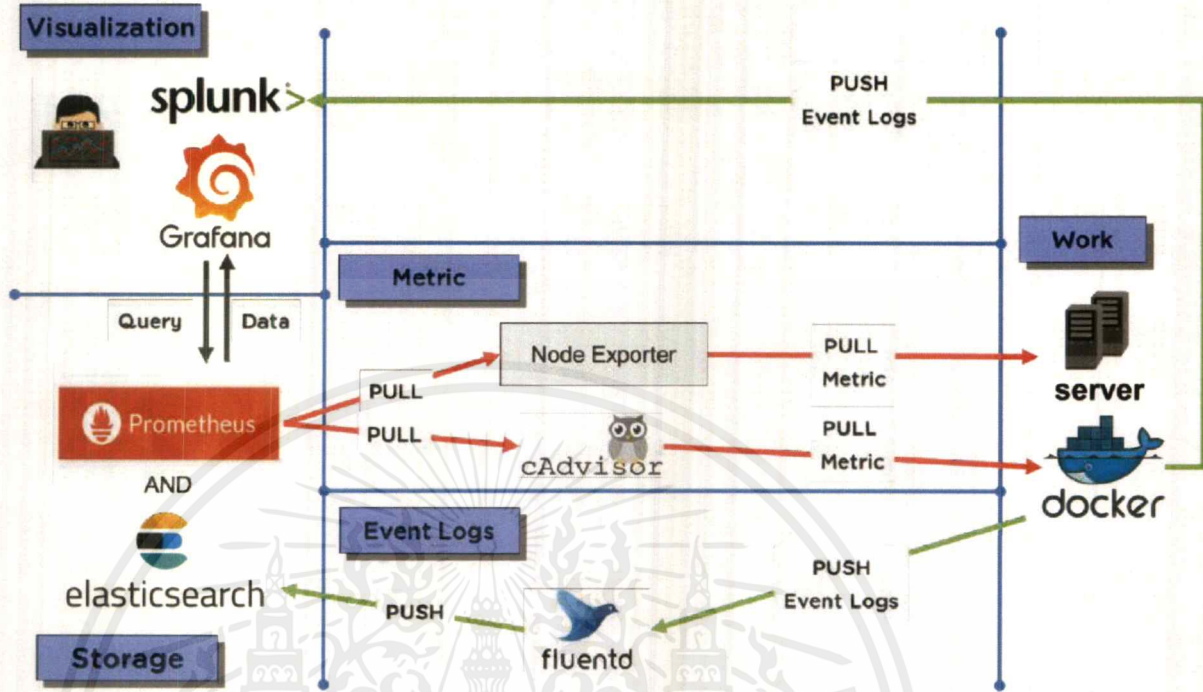 Visualization
splunk>
Grafana
PUSH
Event Logs
Work
Metric
Query
Data
Node Exporter
PULL
Metric
server
Prometheus
PULL
PULL
cAdvisor
PULL
Metric
docker
AND
elasticsearch
Event Logs
PUSH
Event Logs
PUSH
fluentd
Storage